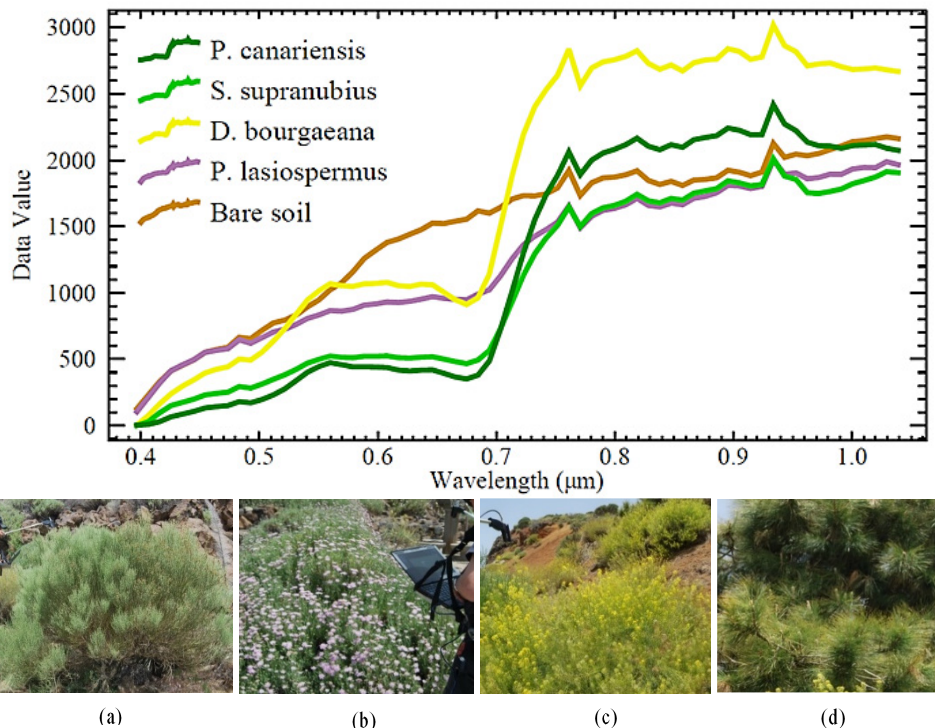 3000
2500
2000
1500
1000
500
0
Data Value
P. canariensis
S. supranubius
D. bourgaeana
P. lasiospermus
Bare soil
0.4 0.5 0.6 0.7 0.8 0.9 1.0
Wavelength (μm)
(a) (b) (c) (d)